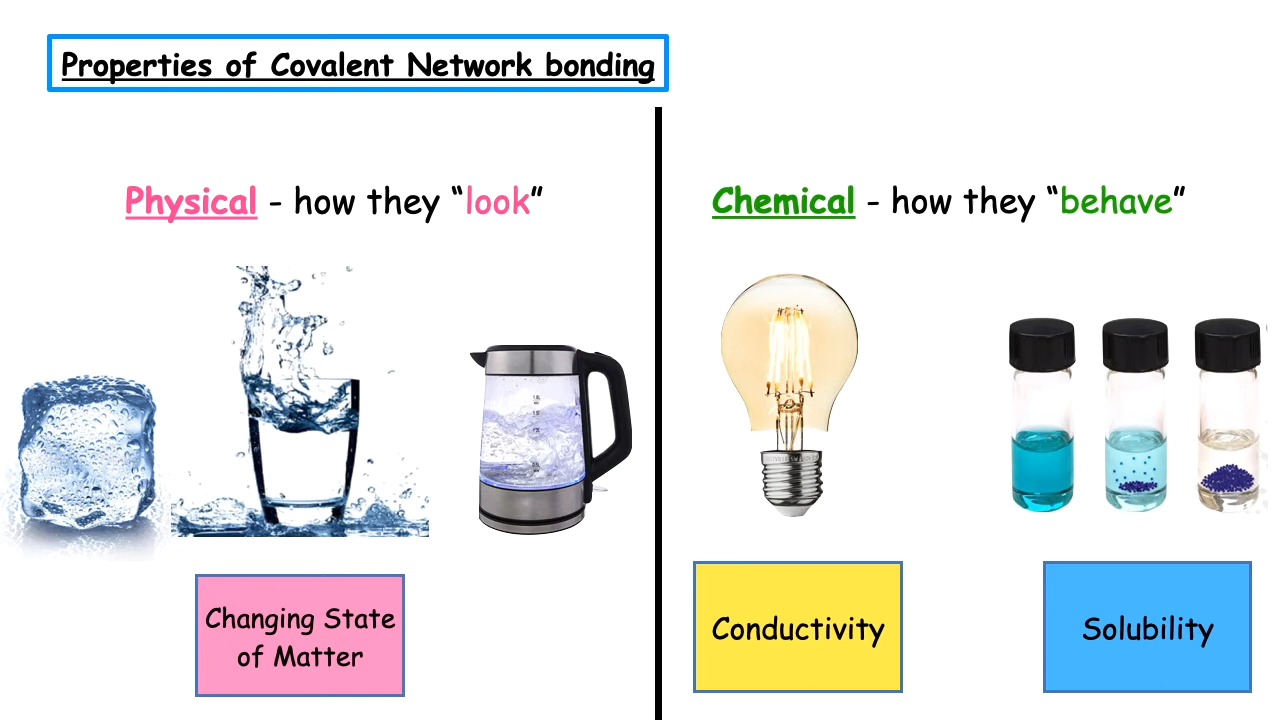 Properties of Covalent Network bonding
Physical - how they “look”
Chemical - how they “behave”
Changing State
of Matter
Conductivity
Solubility